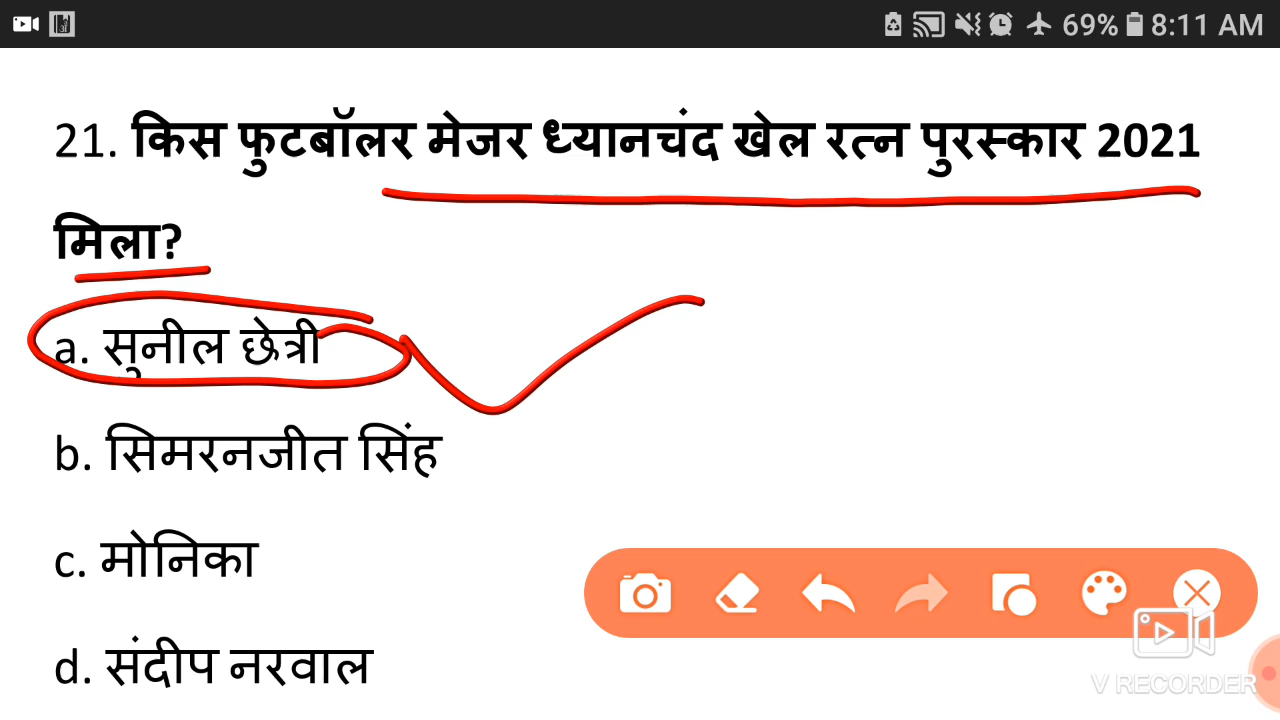 69% 8:11 AM
21. किस फुटबॉलर मेजर ध्यानचंद खेल रत्न पुरस्कार 2021
मिला?
a. सुनील छेत्री
b. सिमरनजीत सिंह
c. मोनिका
d. संदीप नरवाल
V RECORDER